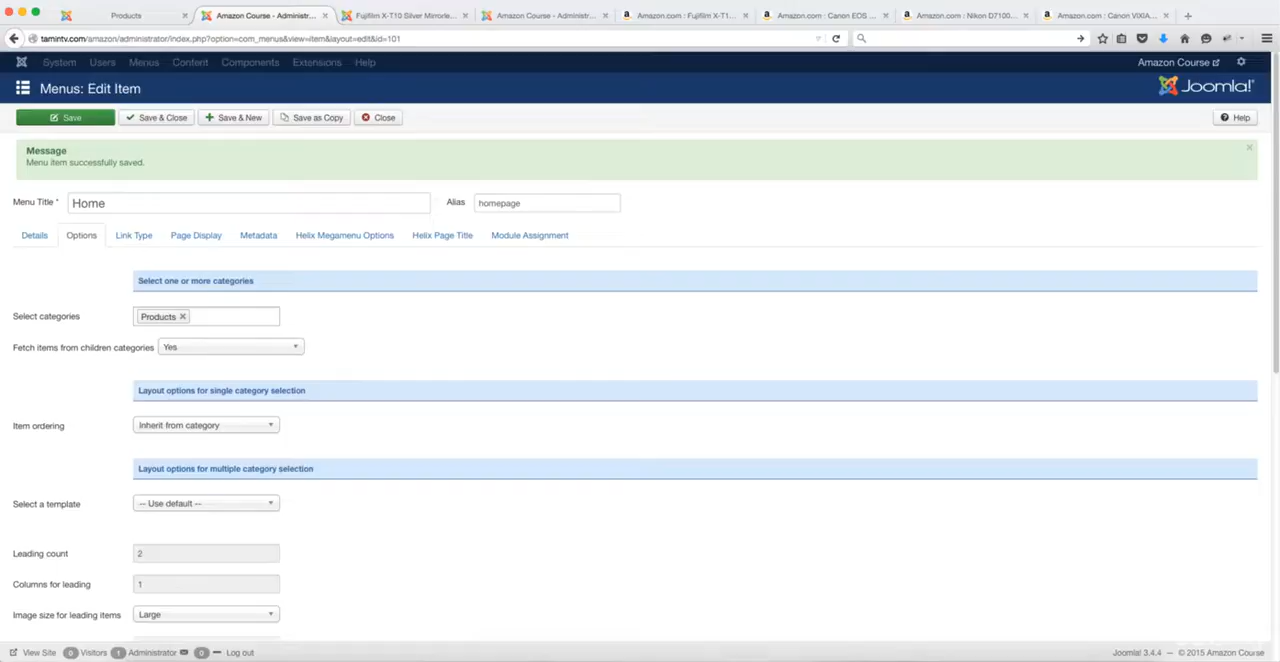 Products
Amazon Course - Administr...
Fujifilm X-T10 Silver Mirrorle...
Amazon Course - Administr...
Amazon.com : Fujifilm X-T1...
Amazon.com : Canon EOS ...
Amazon.com : Nikon D7100...
Amazon.com : Canon VIXIA...
tamintv.com/amazon/administrator/index.php?option=com_menus&view=item&layout=edit&id=101
System Users Menus Content Components Extensions Help
Amazon Course
Menus: Edit Item
Joomla!
Save
Save & Close
Save & New
Save as Copy
Close
Help
Message
Menu item successfully saved.
Menu Title * Home
Alias homepage
Details Options Link Type Page Display Metadata Helix Megamenu Options Helix Page Title Module Assignment
Select one or more categories
Select categories Products
Fetch items from children categories Yes
Layout options for single category selection
Item ordering Inherit from category
Layout options for multiple category selection
Select a template -- Use default --
Leading count 2
Columns for leading 1
Image size for leading items Large
View Site 0 Visitors 1 Administrator 0 Log out
Joomla! 3.4.4 — © 2015 Amazon Course